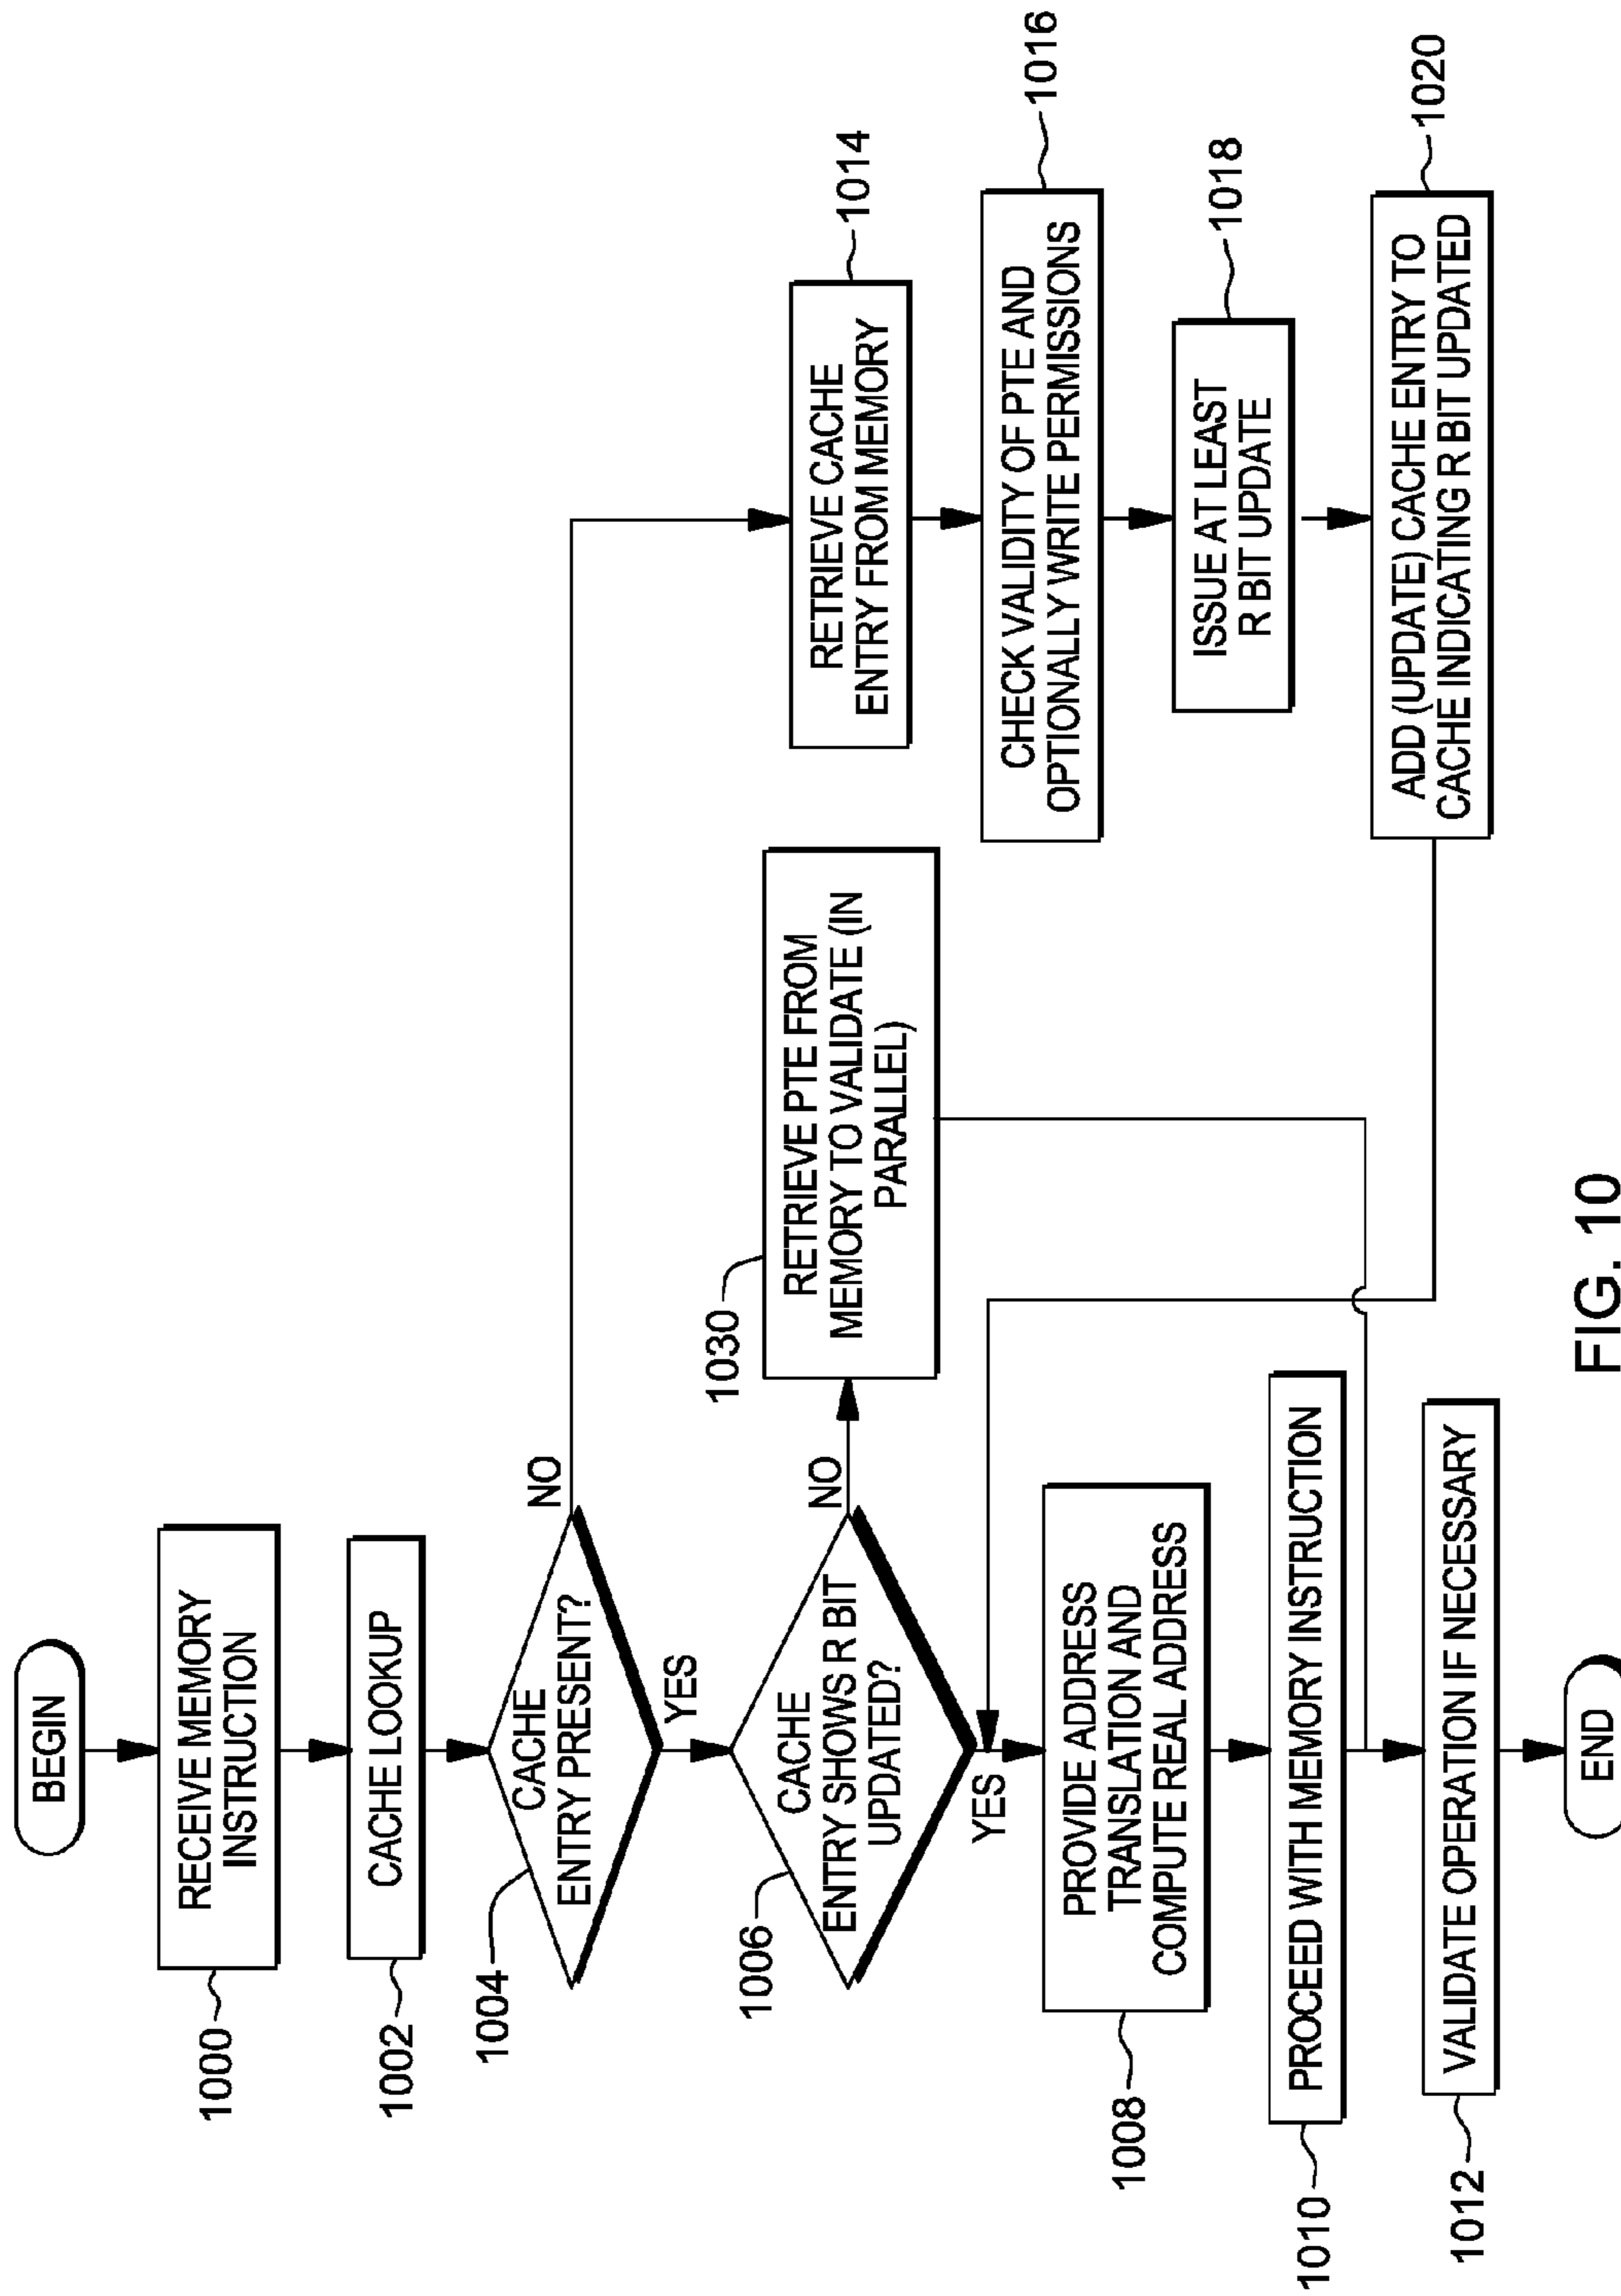 BEGIN
RECEIVE MEMORY
INSTRUCTION
1000
CACHE LOOKUP
1002
CACHE
ENTRY PRESENT?
1004
NO
YES
CACHE
ENTRY SHOWS R BIT
UPDATED?
1006
NO
YES
RETRIEVE PTE FROM
MEMORY TO VALIDATE (IN
PARALLEL)
1030
PROVIDE ADDRESS
TRANSLATION AND
COMPUTE REAL ADDRESS
1008
PROCEED WITH MEMORY INSTRUCTION
1010
VALIDATE OPERATION IF NECESSARY
1012
END
RETRIEVE CACHE
ENTRY FROM MEMORY
1014
CHECK VALIDITY OF PTE AND
OPTIONALLY WRITE PERMISSIONS
1016
ISSUE AT LEAST
R BIT UPDATE
1018
ADD (UPDATE) CACHE ENTRY TO
CACHE INDICATING R BIT UPDATED
1020
FIG. 10